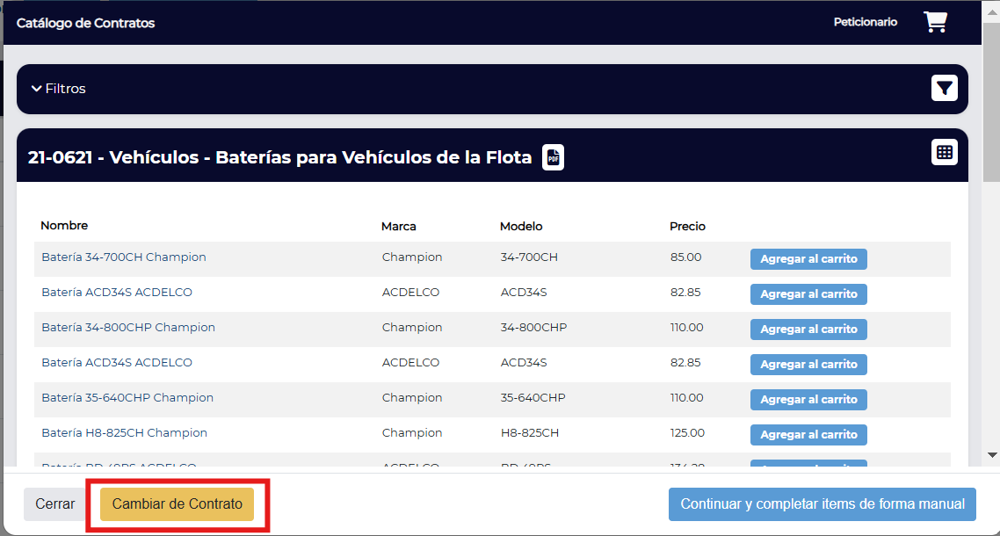 Catálogo de Contratos Peticionario
Filtros
21-0621 - Vehículos - Baterías para Vehículos de la Flota PDF
Nombre Marca Modelo Precio
Batería 34-700CH Champion Champion 34-700CH 85.00 Agregar al carrito
Batería ACD34S ACDELCO ACDELCO ACD34S 82.85 Agregar al carrito
Batería 34-800CHP Champion Champion 34-800CHP 110.00 Agregar al carrito
Batería ACD34S ACDELCO ACDELCO ACD34S 82.85 Agregar al carrito
Batería 35-640CHP Champion Champion 35-640CHP 110.00 Agregar al carrito
Batería H8-825CH Champion Champion H8-825CH 125.00 Agregar al carrito
Cerrar Cambiar de Contrato Continuar y completar items de forma manual